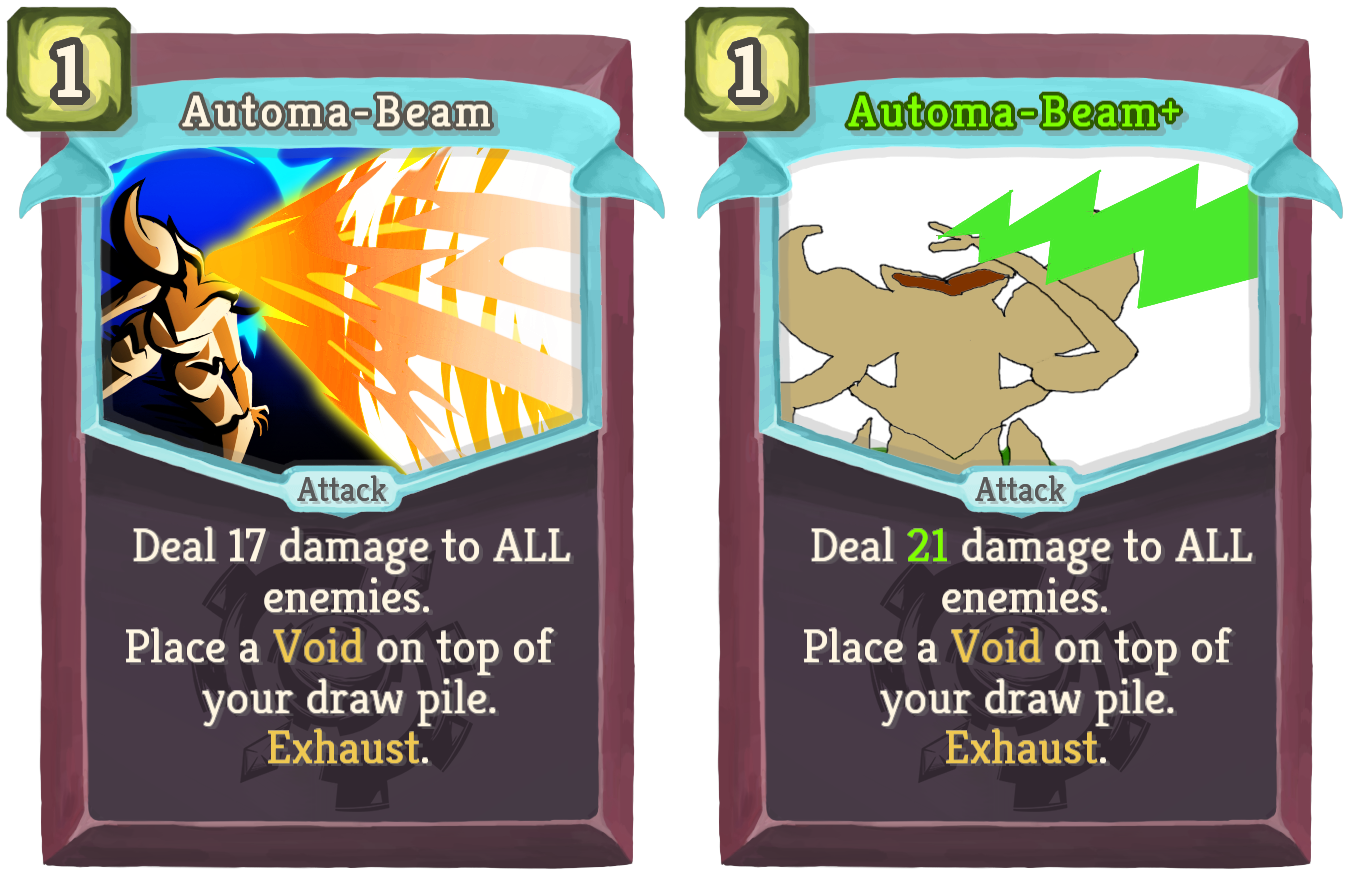 1
Automa-Beam
Attack
Deal 17 damage to ALL
enemies.
Place a Void on top of
your draw pile.
Exhaust.
1
Automa-Beam+
Attack
Deal 21 damage to ALL
enemies.
Place a Void on top of
your draw pile.
Exhaust.